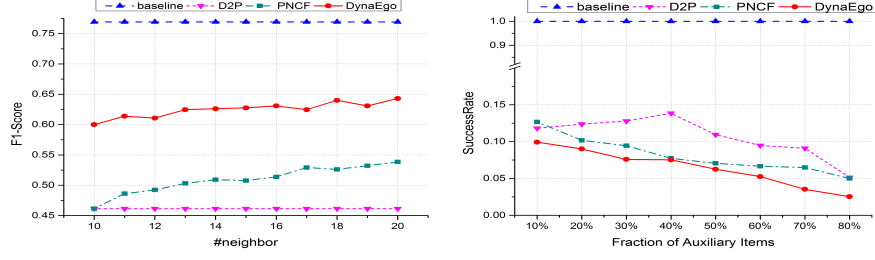 baseline D2P PNCF DynaEgo
0.75
0.70
0.65
0.60
0.55
0.50
0.45
F1-Score
10 12 14 16 18 20
#neighbor
baseline D2P PNCF DynaEgo
1.0
0.9
0.15
0.10
0.05
0.00
SuccessRate
10% 20% 30% 40% 50% 60% 70% 80%
Fraction of Auxiliary Items